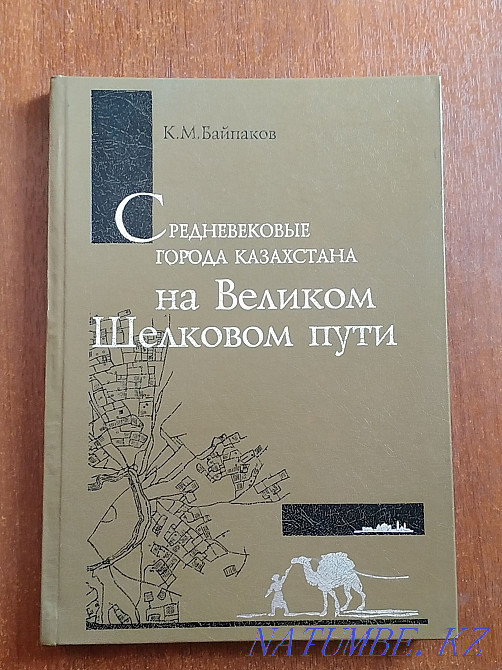 К.М.Байпаков
Средневековые
города Казахстана
на Великом
Шелковом пути
NATUMBE.KZ